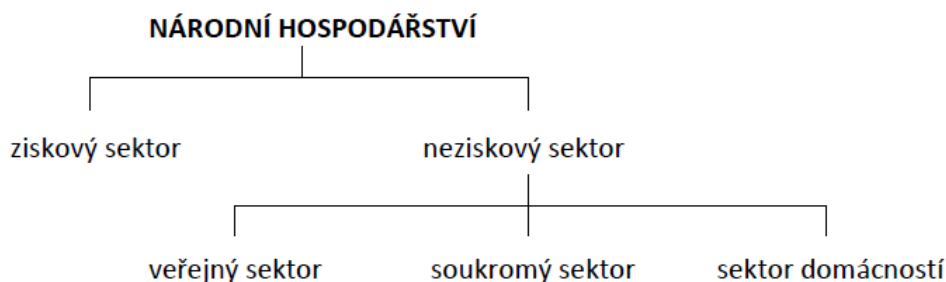 NÁRODNÍ HOSPODÁŘSTVÍ
ziskový sektor neziskový sektor
veřejný sektor soukromý sektor sektor domácností